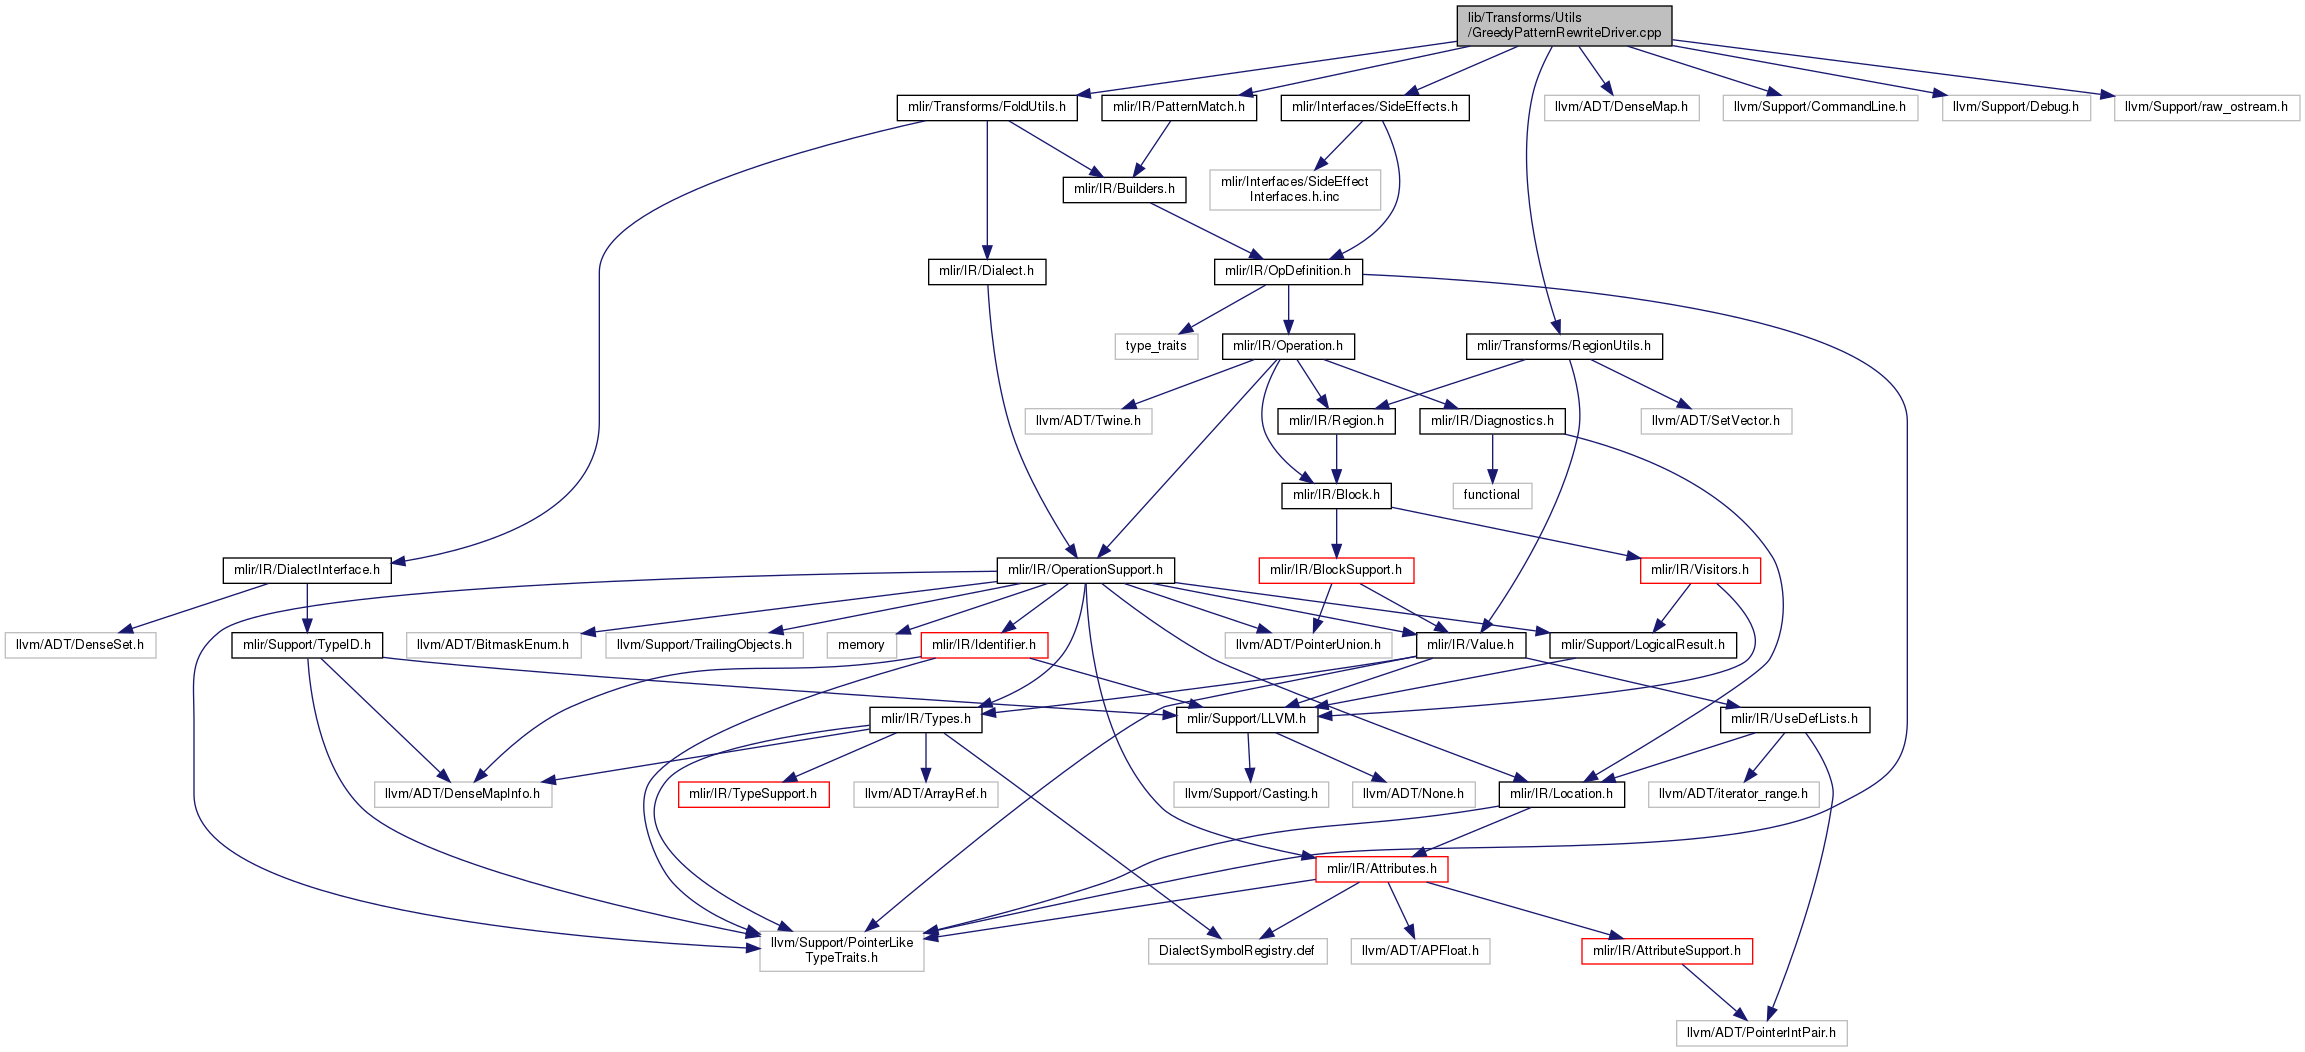 lib/Transforms/Utils
/GreedyPatternRewriteDriver.cpp
mlir/Transforms/FoldUtils.h
mlir/IR/PatternMatch.h
mlir/Interfaces/SideEffects.h
llvm/ADT/DenseMap.h
llvm/Support/CommandLine.h
llvm/Support/Debug.h
llvm/Support/raw_ostream.h
mlir/IR/Builders.h
mlir/Interfaces/SideEffect
Interfaces.h.inc
mlir/IR/Dialect.h
mlir/IR/OpDefinition.h
type_traits
mlir/IR/Operation.h
mlir/Transforms/RegionUtils.h
llvm/ADT/Twine.h
mlir/IR/Region.h
mlir/IR/Diagnostics.h
llvm/ADT/SetVector.h
mlir/IR/Block.h
functional
mlir/IR/DialectInterface.h
mlir/IR/OperationSupport.h
mlir/IR/BlockSupport.h
mlir/IR/Visitors.h
llvm/ADT/DenseSet.h
mlir/Support/TypeID.h
llvm/ADT/BitmaskEnum.h
llvm/Support/TrailingObjects.h
memory
mlir/IR/Identifier.h
llvm/ADT/PointerUnion.h
mlir/IR/Value.h
mlir/Support/LogicalResult.h
mlir/IR/Types.h
mlir/Support/LLVM.h
mlir/IR/UseDefLists.h
llvm/ADT/DenseMapInfo.h
mlir/IR/TypeSupport.h
llvm/ADT/ArrayRef.h
llvm/Support/Casting.h
llvm/ADT/None.h
mlir/IR/Location.h
llvm/ADT/iterator_range.h
mlir/IR/Attributes.h
llvm/Support/PointerLike
TypeTraits.h
DialectSymbolRegistry.def
llvm/ADT/APFloat.h
mlir/IR/AttributeSupport.h
llvm/ADT/PointerIntPair.h